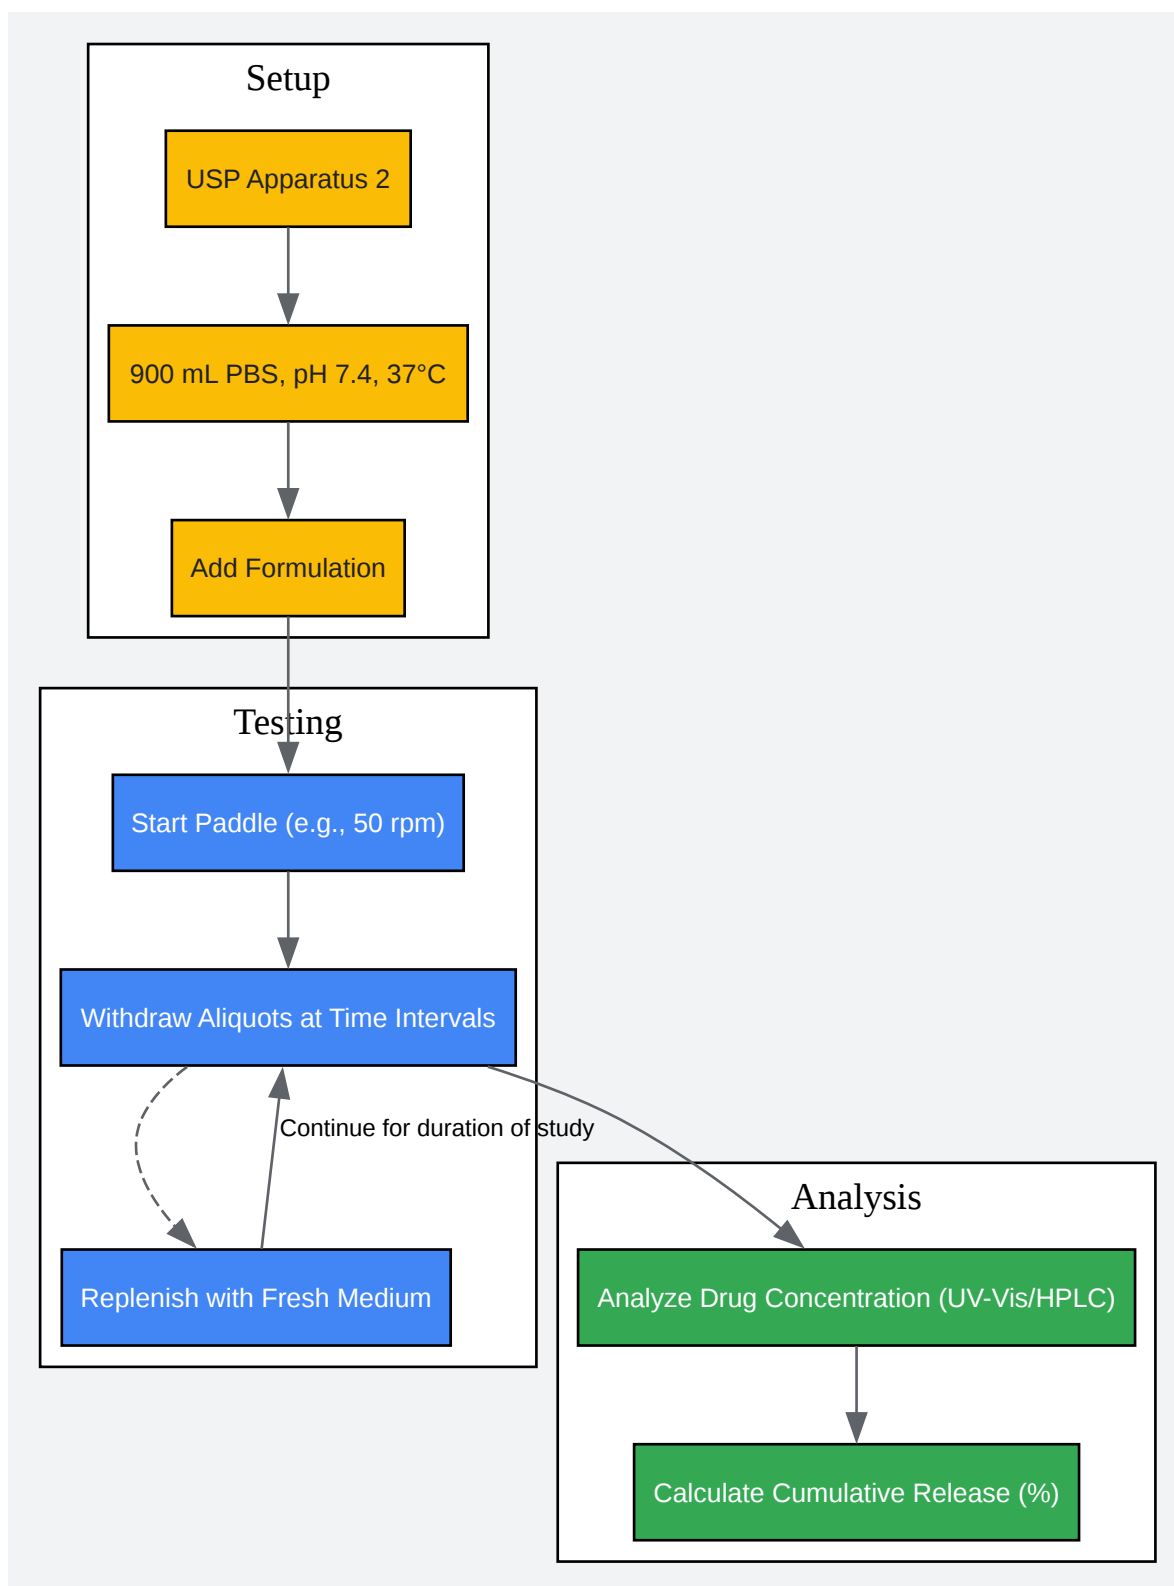 Setup
USP Apparatus 2
900 mL PBS, pH 7.4, 37°C
Add Formulation
Testing
Start Paddle (e.g., 50 rpm)
Withdraw Aliquots at Time Intervals
Continue for duration of study
Replenish with Fresh Medium
Analysis
Analyze Drug Concentration (UV-Vis/HPLC)
Calculate Cumulative Release (%)